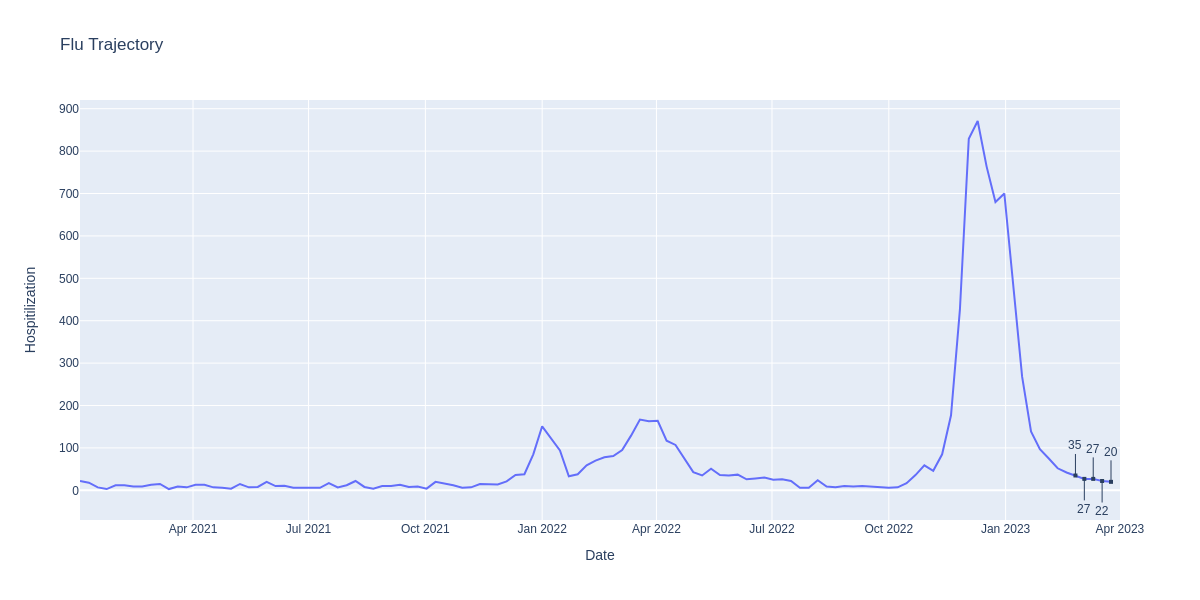 Flu Trajectory
900
800
700
600
500
400
300
200
100
0
Hospitilization
35
27
27
22
20
Apr 2021
Jul 2021
Oct 2021
Jan 2022
Apr 2022
Jul 2022
Oct 2022
Jan 2023
Apr 2023
Date